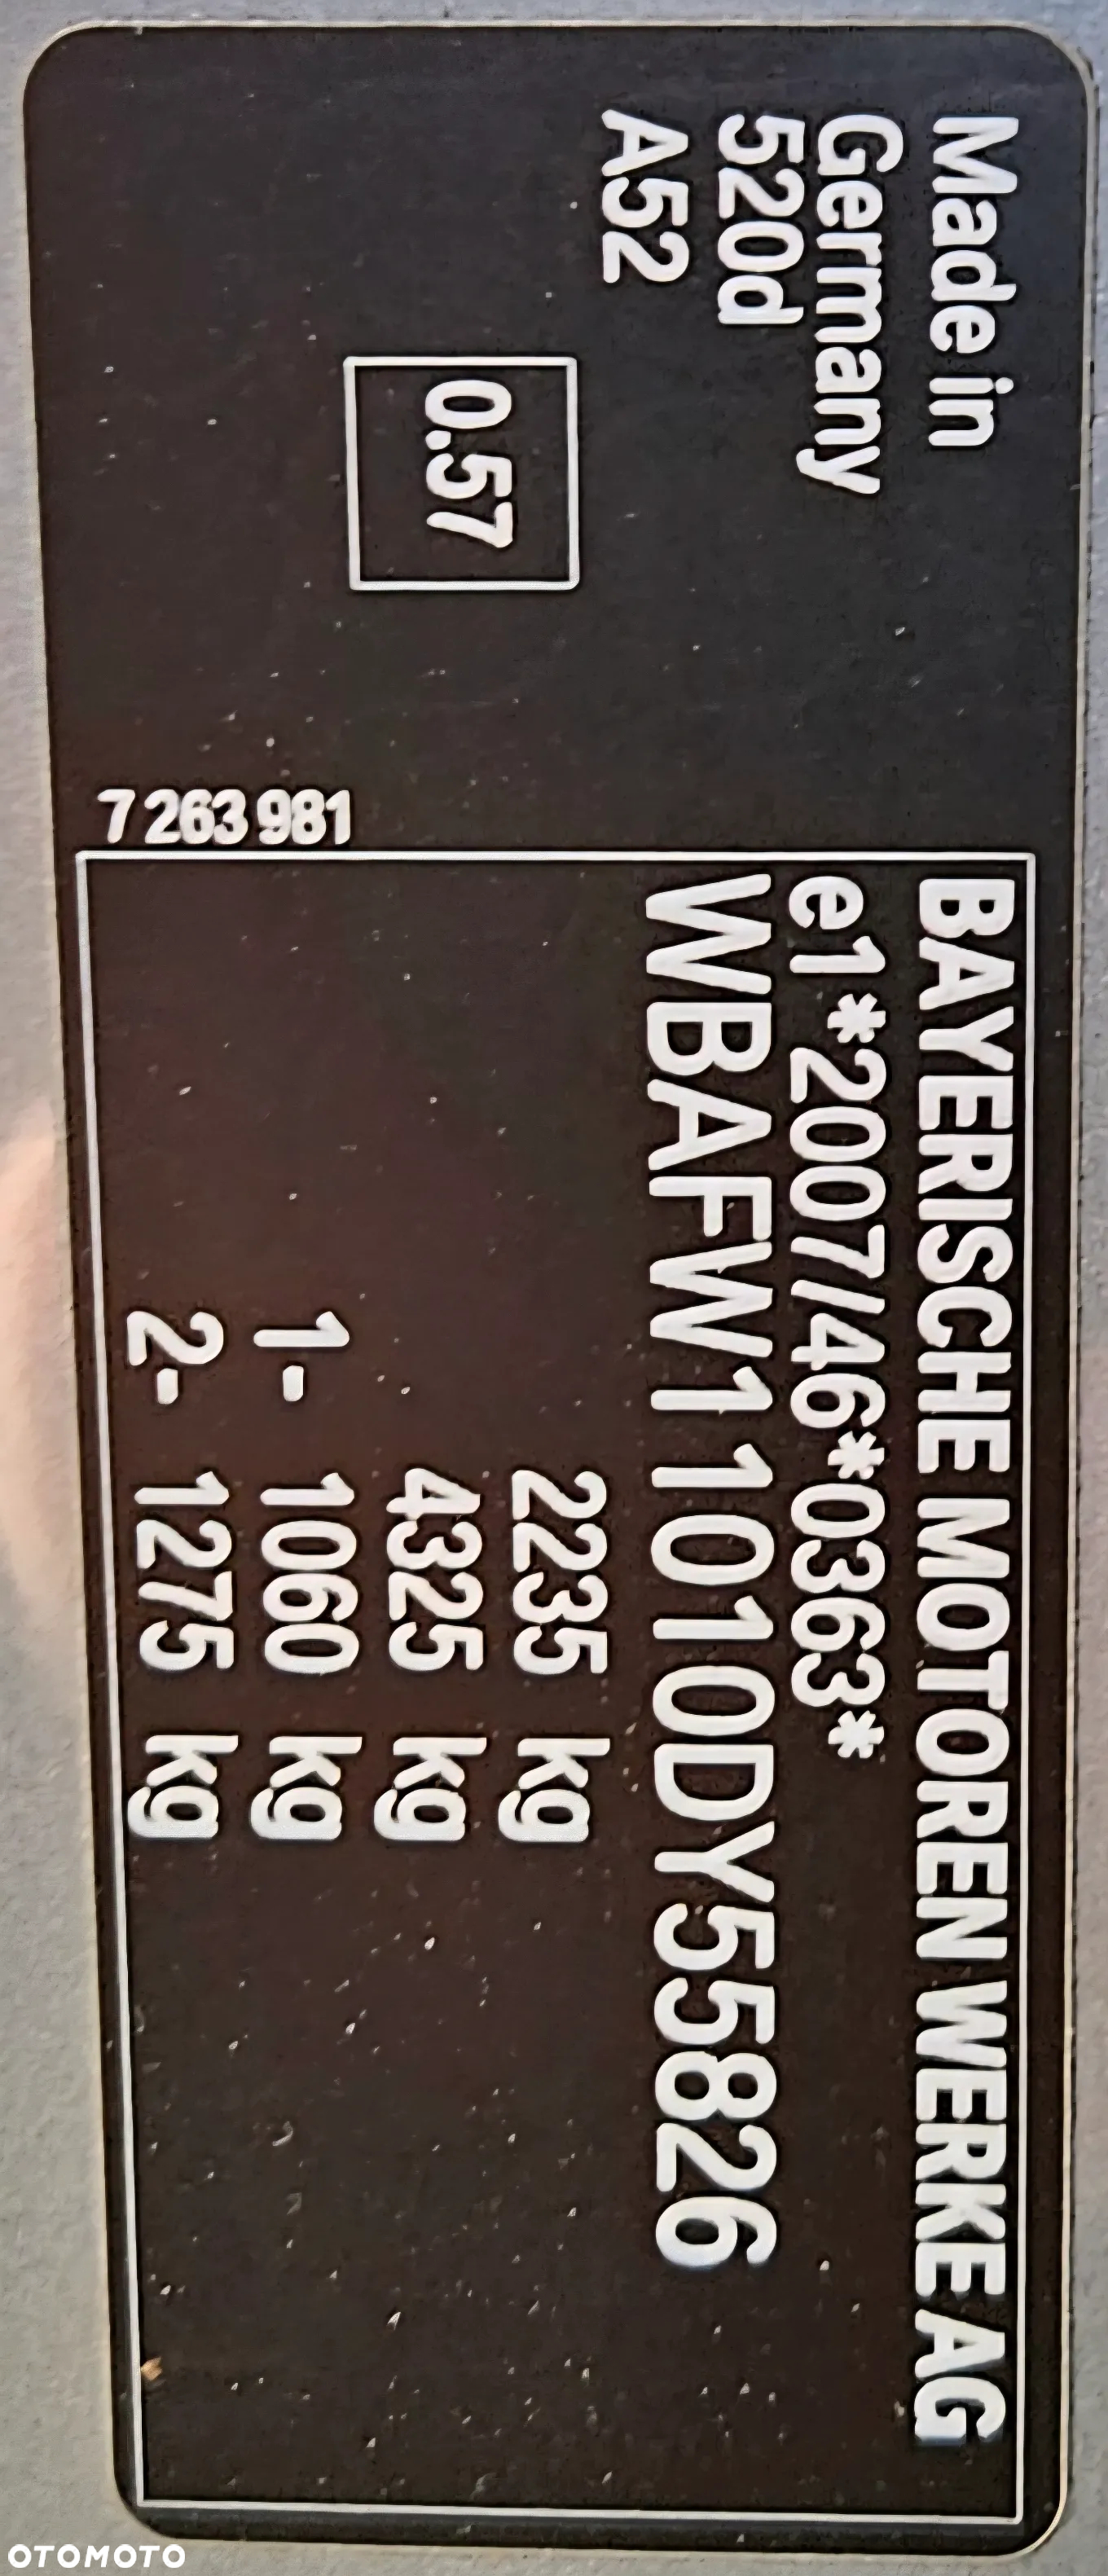 Made in
Germany
520d
A52
0.57
7 263 981
BAYERISCHE MOTOREN WERKE AG
e1*2007/46*0363*
WBAFW11010DY55826
2235 kg
4325 kg
1- 1060 kg
2- 1275 kg
OTOMOTO